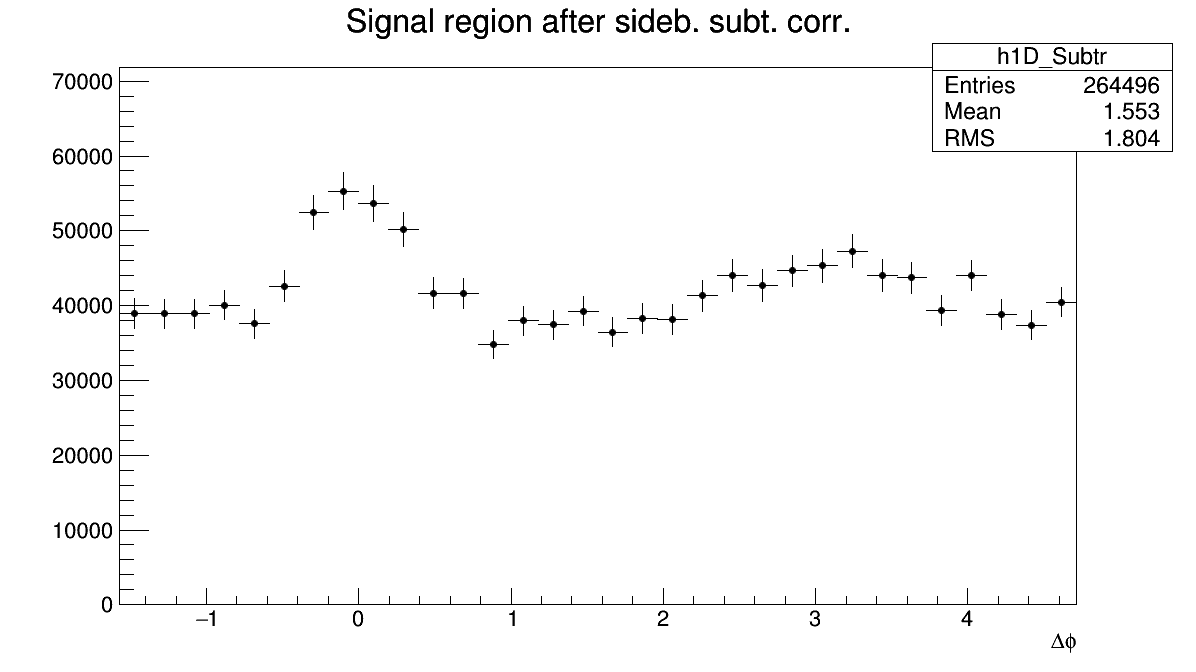 Signal region after sideb. subt. corr.
h1D_Subtr
Entries 264496
Mean 1.553
RMS 1.804
70000
60000
50000
40000
30000
20000
10000
0
−1 0 1 2 3 4
Δϕ